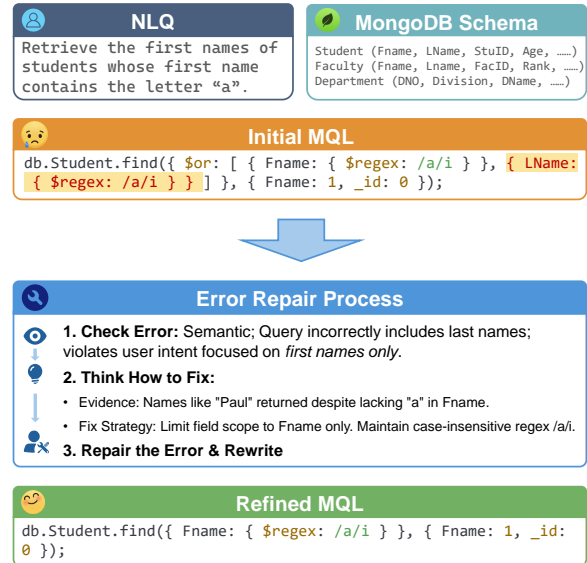 NLQ
Retrieve the first names of
students whose first name
contains the letter “a”.
MongoDB Schema
Student (Fname, LName, StuID, Age, ……)
Faculty (Fname, Lname, FacID, Rank, ……)
Department (DNO, Division, DName, ……)
Initial MQL
db.Student.find({ $or: [ { Fname: { $regex: /a/i } }, { LName:
{ $regex: /a/i } } ] }, { Fname: 1, _id: 0 });
Error Repair Process
1. Check Error: Semantic; Query incorrectly includes last names;
violates user intent focused on first names only.
2. Think How to Fix:
• Evidence: Names like "Paul" returned despite lacking "a" in Fname.
• Fix Strategy: Limit field scope to Fname only. Maintain case-insensitive regex /a/i.
3. Repair the Error & Rewrite
Refined MQL
db.Student.find({ Fname: { $regex: /a/i } }, { Fname: 1, _id:
0 });